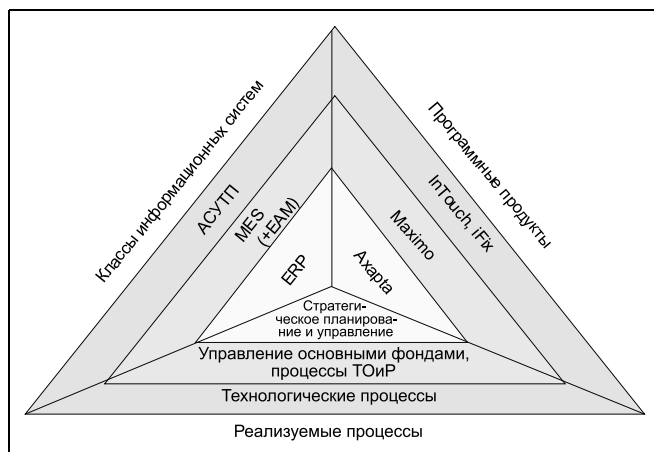 Классы информационных систем
Программные продукты
АСУТП
InTouch, iFix
MES
(+EAM)
Maximo
ERP
Axapta
Стратеги-
ческое планирова-
ние и управление
Управление основными фондами,
процессы ТОиР
Технологические процессы
Реализуемые процессы